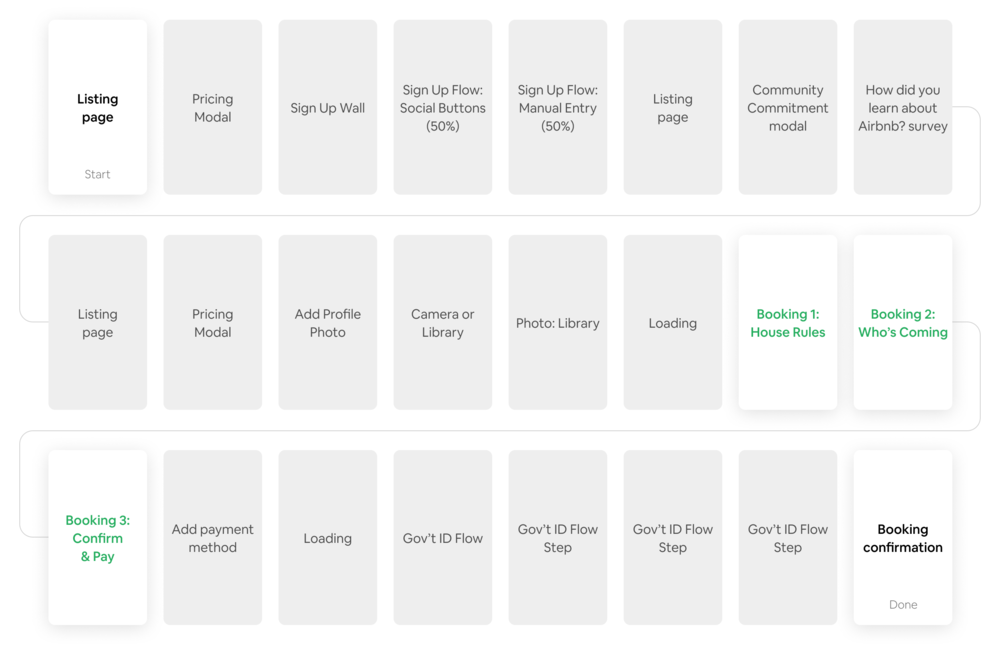 Listing
page
Start
Pricing
Modal
Sign Up Wall
Sign Up Flow:
Social Buttons
(50%)
Sign Up Flow:
Manual Entry
(50%)
Listing
page
Community
Commitment
modal
How did you
learn about
Airbnb? survey
Listing
page
Pricing
Modal
Add Profile
Photo
Camera or
Library
Photo: Library
Loading
Booking 1:
House Rules
Booking 2:
Who's Coming
Booking 3:
Confirm
& Pay
Add payment
method
Loading
Gov't ID Flow
Gov't ID Flow
Step
Gov't ID Flow
Step
Gov't ID Flow
Step
Booking
confirmation
Done